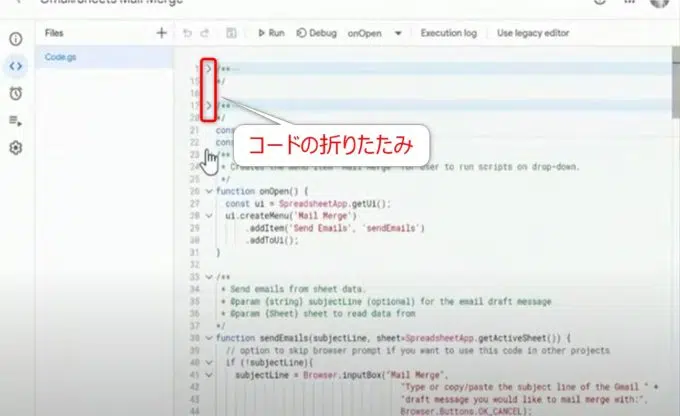 Gmail/Sheets Mail Merge
Files
Run
Debug
onOpen
Execution log
Use legacy editor
Code.gs
1 /**
15 */
16
17 /**
20 */
21 cons
22 cons
コードの折りたたみ
23 /**
24 * Creates the menu item "Mail Merge" for user to run scripts on drop-down.
25 */
26 function onOpen() {
27 const ui = SpreadsheetApp.getUi();
28 ui.createMenu('Mail Merge')
29 .addItem('Send Emails', 'sendEmails')
30 .addToUi();
31 }
32
33 /**
34 * Send emails from sheet data.
35 * @param {string} subjectLine (optional) for the email draft message
36 * @param {Sheet} sheet to read data from
37 */
38 function sendEmails(subjectLine, sheet=SpreadsheetApp.getActiveSheet()) {
39 // option to skip browser prompt if you want to use this code in other projects
40 if (!subjectLine){
41 subjectLine = Browser.inputBox("Mail Merge",
42 "Type or copy/paste the subject line of the Gmail " +
43 "draft message you would like to mail merge with:",
44 Browser.Buttons.OK_CANCEL);